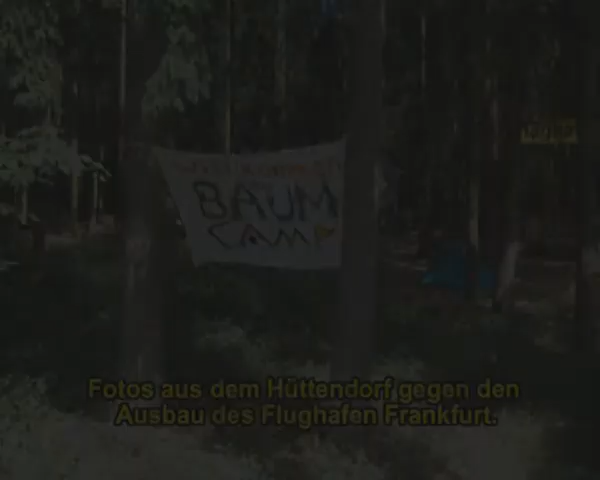 BAUM
CAMP
Fotos aus dem Hüttendorf gegen den
Ausbau des Flughafen Frankfurt.